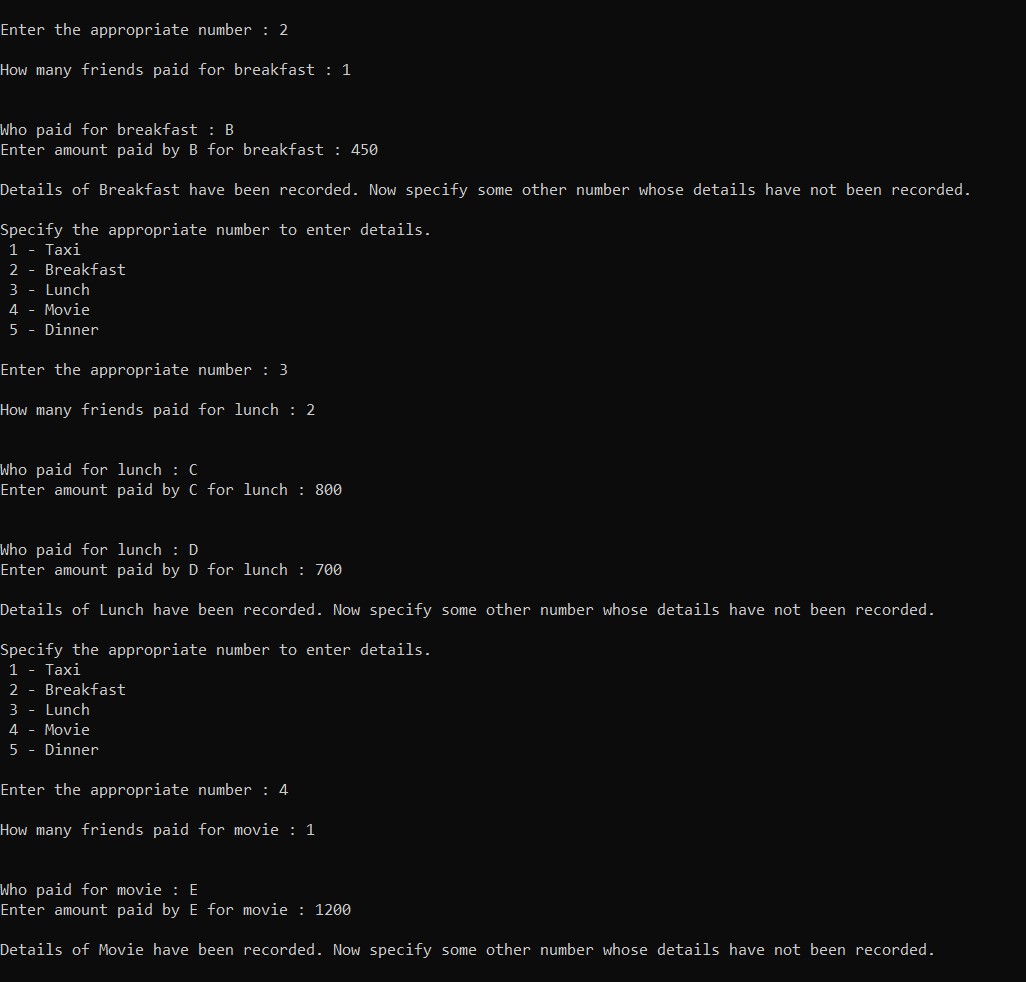 Enter the appropriate number : 2
How many friends paid for breakfast : 1
Who paid for breakfast : B
Enter amount paid by B for breakfast : 450
Details of Breakfast have been recorded. Now specify some other number whose details have not been recorded.
Specify the appropriate number to enter details.
1 - Taxi
2 - Breakfast
3 - Lunch
4 - Movie
5 - Dinner
Enter the appropriate number : 3
How many friends paid for lunch : 2
Who paid for lunch : C
Enter amount paid by C for lunch : 800
Who paid for lunch : D
Enter amount paid by D for lunch : 700
Details of Lunch have been recorded. Now specify some other number whose details have not been recorded.
Specify the appropriate number to enter details.
1 - Taxi
2 - Breakfast
3 - Lunch
4 - Movie
5 - Dinner
Enter the appropriate number : 4
How many friends paid for movie : 1
Who paid for movie : E
Enter amount paid by E for movie : 1200
Details of Movie have been recorded. Now specify some other number whose details have not been recorded.